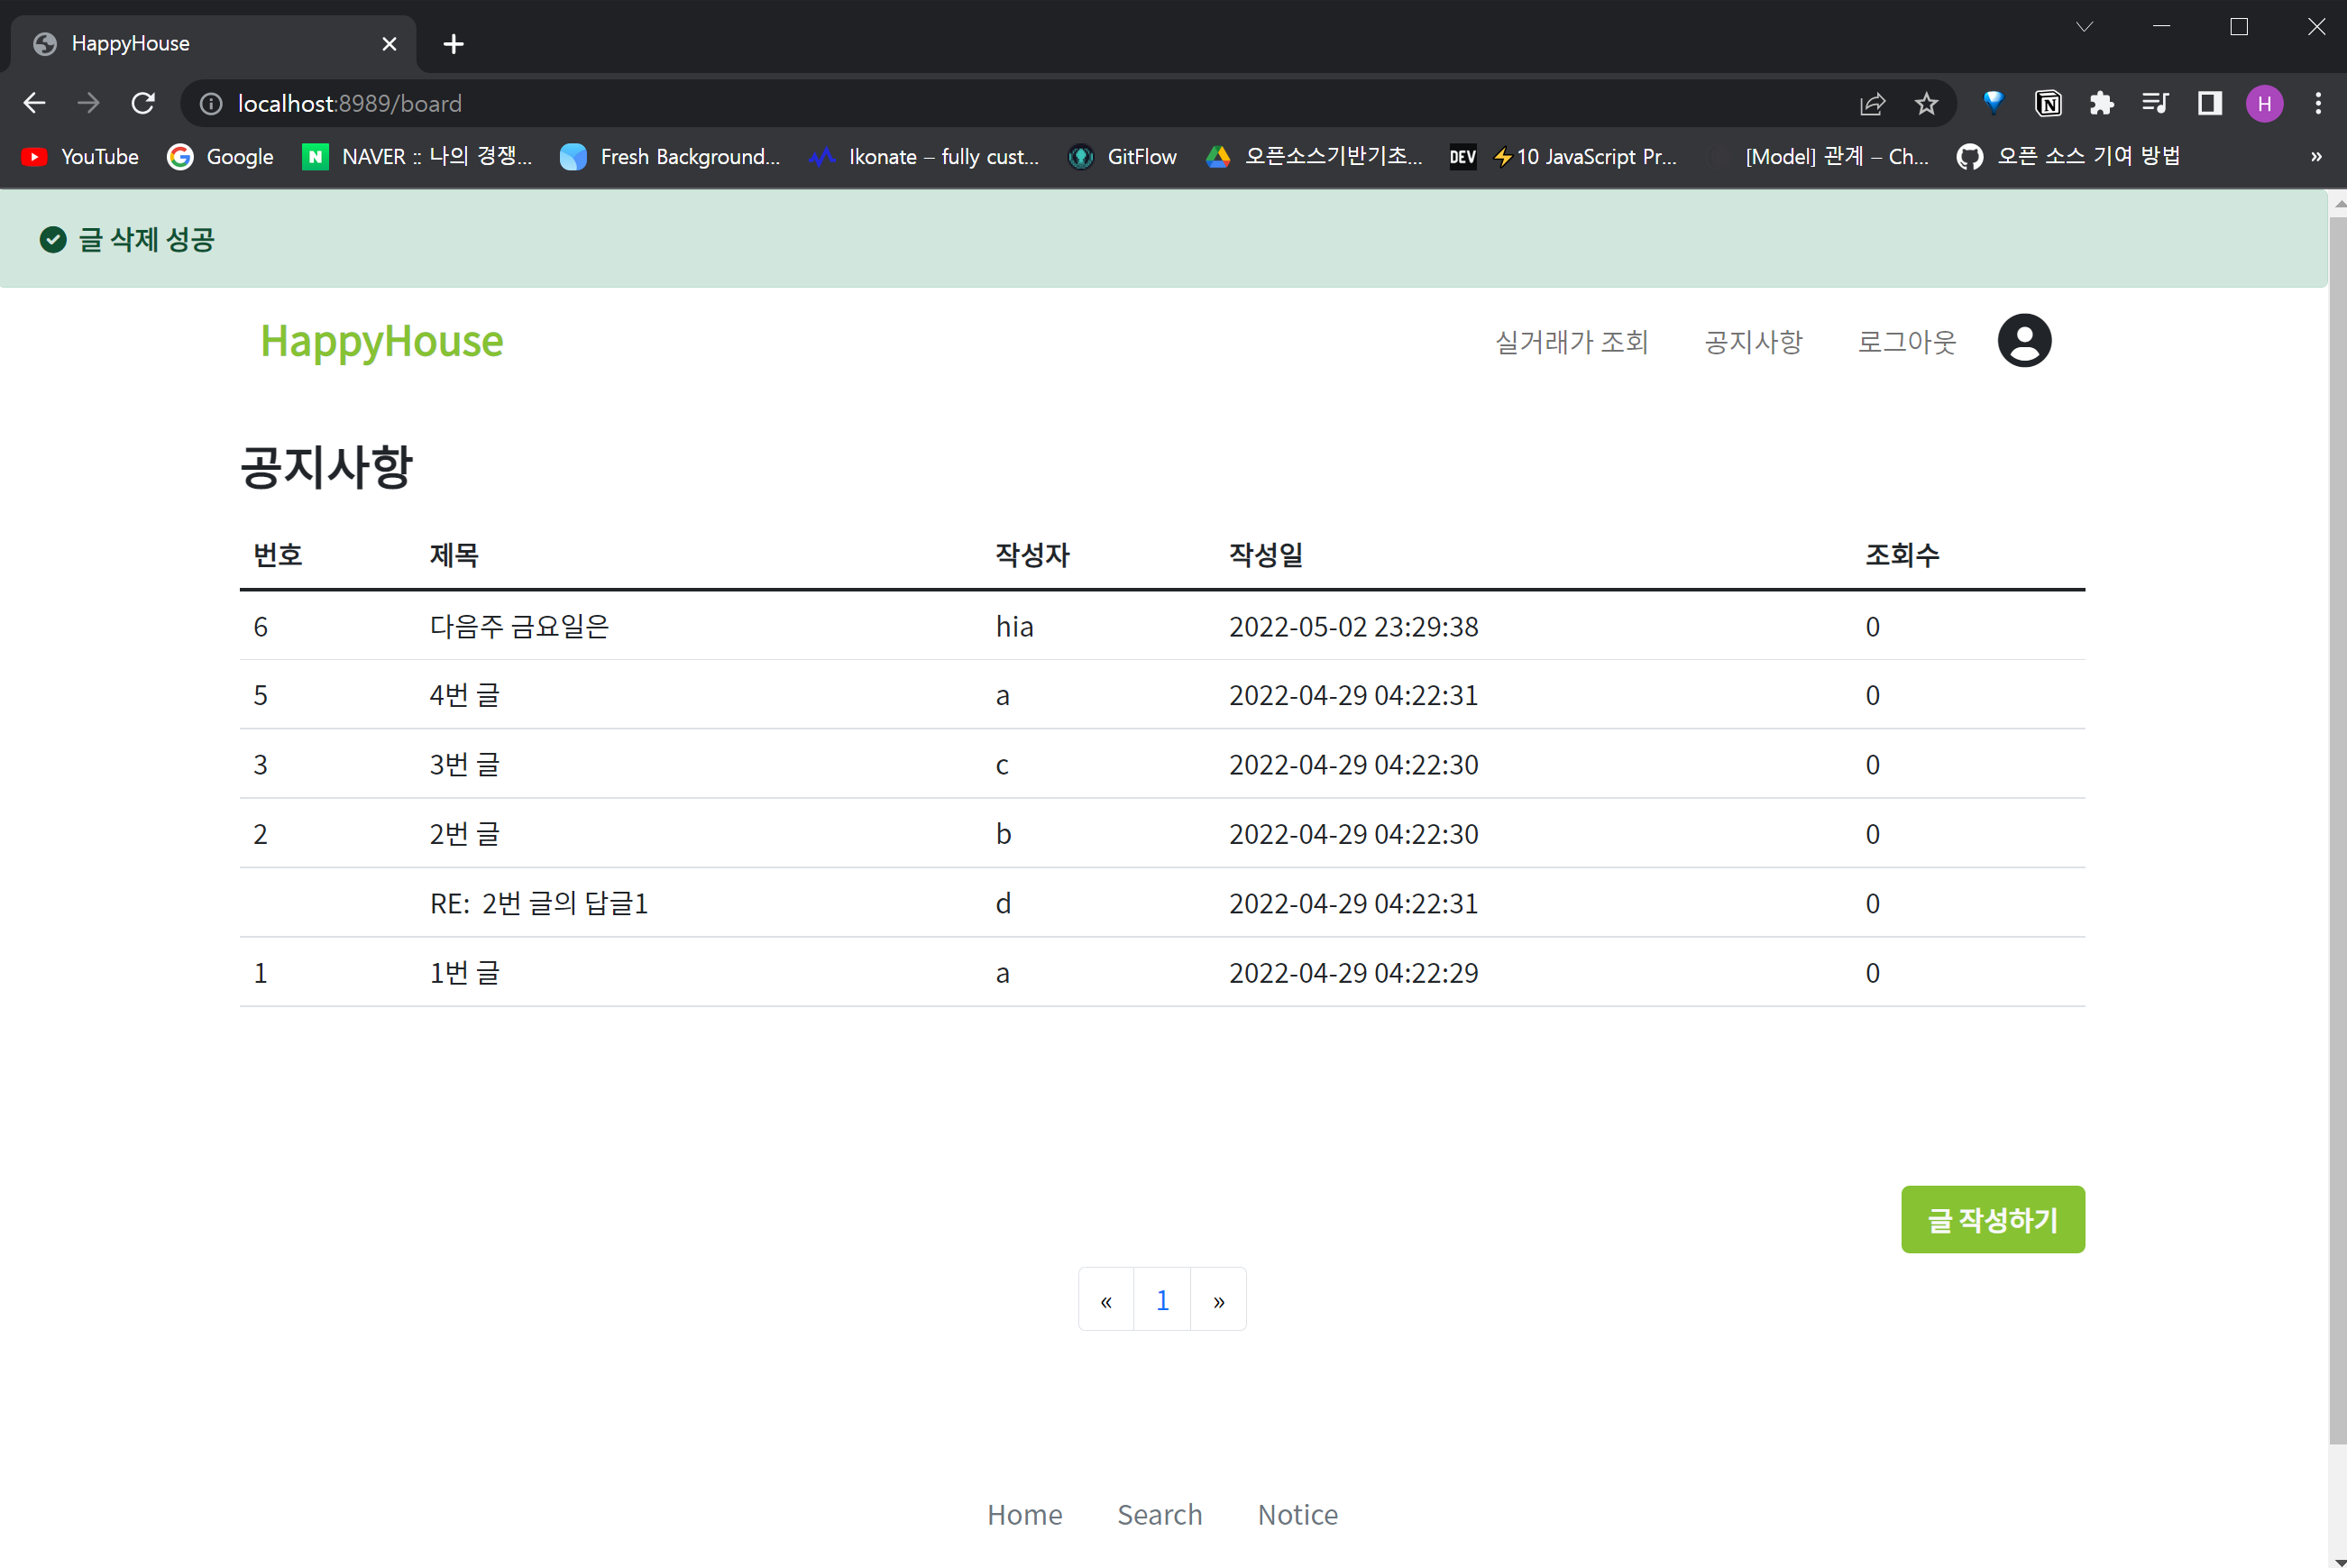 HappyHouse
localhost:8989/board
H
YouTube Google N NAVER :: 나의 경쟁... Fresh Background... Ikonate – fully cust... GitFlow 오픈소스기반기초... DEV ⚡10 JavaScript Pr... [Model] 관계 – Ch... 오픈 소스 기여 방법 »
글 삭제 성공
HappyHouse 실거래가 조회 공지사항 로그아웃
공지사항
번호 제목 작성자 작성일 조회수
6 다음주 금요일은 hia 2022-05-02 23:29:38 0
5 4번 글 a 2022-04-29 04:22:31 0
3 3번 글 c 2022-04-29 04:22:30 0
2 2번 글 b 2022-04-29 04:22:30 0
RE: 2번 글의 답글1 d 2022-04-29 04:22:31 0
1 1번 글 a 2022-04-29 04:22:29 0
글 작성하기
« 1 »
Home Search Notice